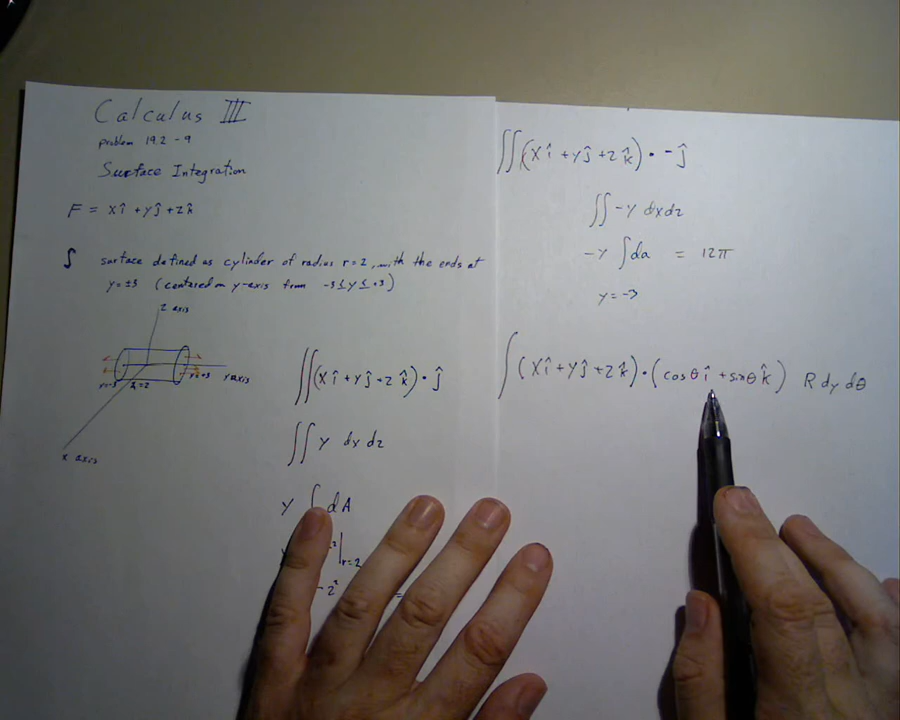 Calculus III
problem 19.2 - 9
Surface Integration
F = xî + yĵ + zk̂
∫ surface defined as cylinder of radius r=2, with the ends at
y=±3 (centered on y-axis from -3≤y≤+3)
z axis
y=-3 r=2 y=+3 y axis
x axis
∬(xî + yĵ + zk̂)·ĵ
∬ y dx dz
y ∫ dA
r=2
∬(xî + yĵ + zk̂)·-ĵ
∬ -y dx dz
-y ∫da = 12π
y=-3
∫(xî + yĵ + zk̂)·(cosθ î + sinθ k̂) R dy dθ